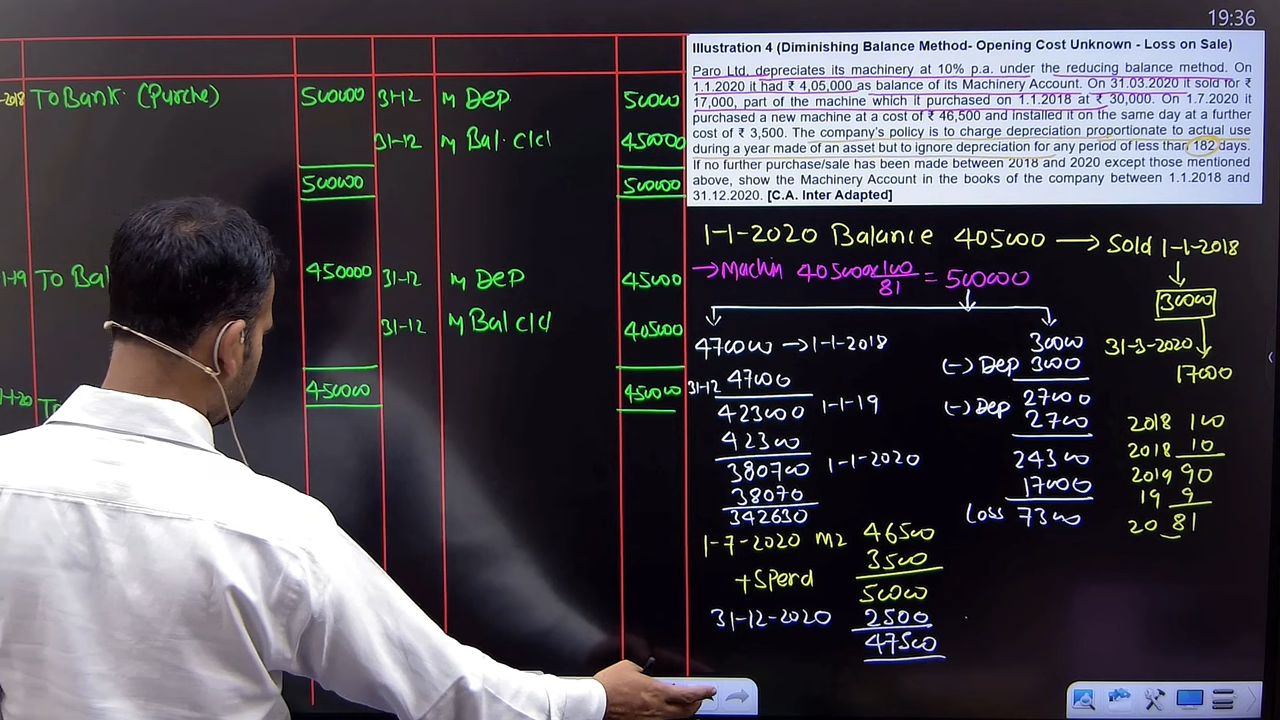 19:36
Illustration 4 (Diminishing Balance Method- Opening Cost Unknown - Loss on Sale)
Paro Ltd. depreciates its machinery at 10% p.a. under the reducing balance method. On
1.1.2020 it had ₹ 4,05,000 as balance of its Machinery Account. On 31.03.2020 it sold for ₹
17,000, part of the machine which it purchased on 1.1.2018 at ₹ 30,000. On 1.7.2020 it
purchased a new machine at a cost of ₹ 46,500 and installed it on the same day at a further
cost of ₹ 3,500. The company's policy is to charge depreciation proportionate to actual use
during a year made of an asset but to ignore depreciation for any period of less than 182 days.
If no further purchase/sale has been made between 2018 and 2020 except those mentioned
above, show the Machinery Account in the books of the company between 1.1.2018 and
31.12.2020. [C.A. Inter Adapted]
-2018 To Bank (Purche) 500000 31-12 By Dep 50000
31-12 By Bal. c/d 450000
500000 500000
1-19 To Bal 450000 31-12 By Dep 45000
31-12 By Bal c/d 405000
450000 450000
1-20 To
1-1-2020 Balance 405000 → Sold 1-1-2018
→ Machin 405000x100/81 = 500000
30000
31-3-2020
17000
470000 → 1-1-2018
31-12 47000
423000 1-1-19
42300
380700 1-1-2020
38070
342630
30000
(-) Dep 3000
27000
(-) Dep 2700
24300
17000
Loss 7300
2018 100
2018 10
2019 90
19 9
20 81
1-7-2020 M2 46500
+Spend 3500
50000
31-12-2020 2500
47500